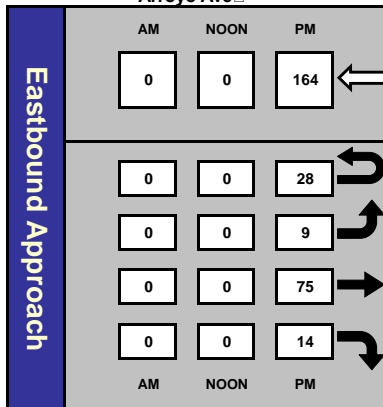 AM NOON PM
0 0 164
Eastbound Approach
0 0 28
0 0 9
0 0 75
0 0 14
AM NOON PM